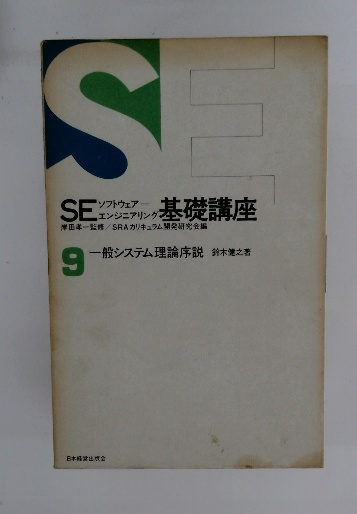 SE
SE ソフトウェアー
エンジニアリング 基礎講座
岸田孝一監修/SRAカリキュラム開発研究会編
9 一般システム理論序説 鈴木健之著
日本経営出版会